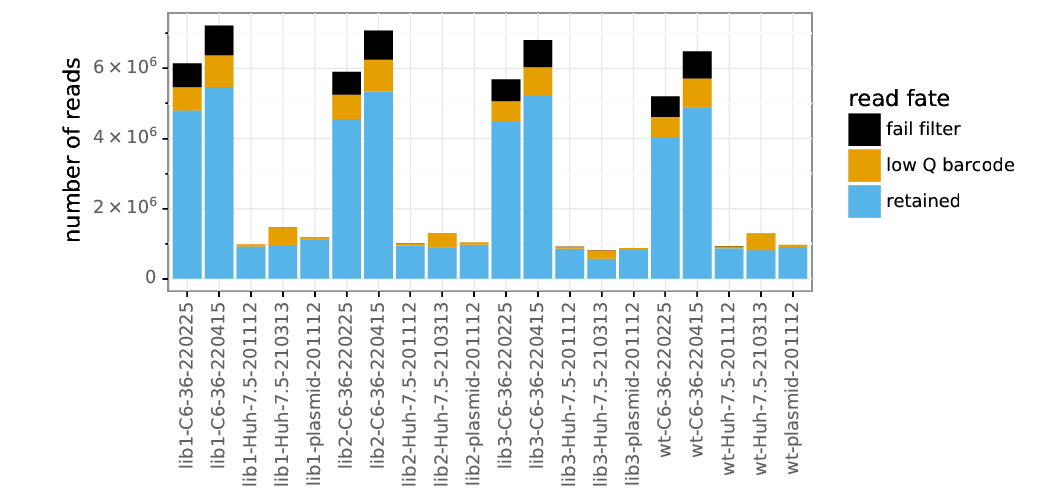 number of reads
6 × 10⁶
4 × 10⁶
2 × 10⁶
0
lib1-C6-36-220225
lib1-C6-36-220415
lib1-Huh-7.5-201112
lib1-Huh-7.5-210313
lib1-plasmid-201112
lib2-C6-36-220225
lib2-C6-36-220415
lib2-Huh-7.5-201112
lib2-Huh-7.5-210313
lib2-plasmid-201112
lib3-C6-36-220225
lib3-C6-36-220415
lib3-Huh-7.5-201112
lib3-Huh-7.5-210313
lib3-plasmid-201112
wt-C6-36-220225
wt-C6-36-220415
wt-Huh-7.5-201112
wt-Huh-7.5-210313
wt-plasmid-201112
read fate
fail filter
low Q barcode
retained